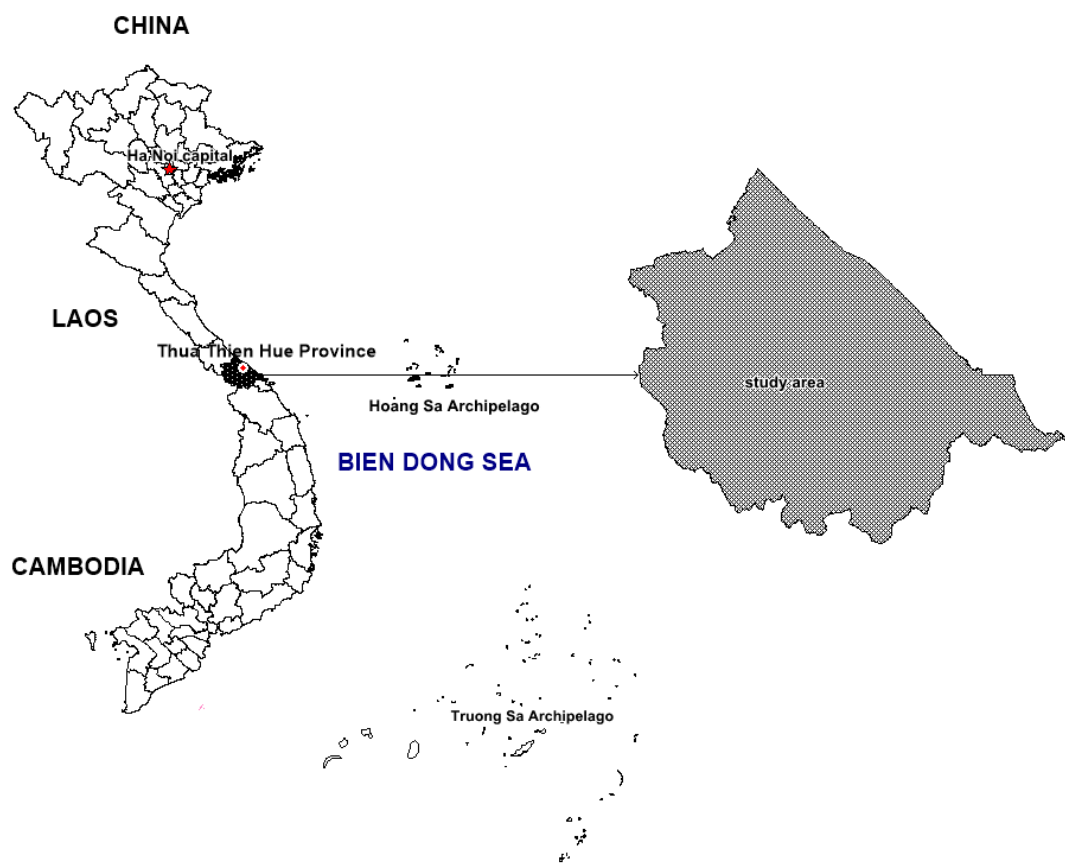 CHINA
Ha Noi capital
LAOS
Thua Thien Hue Province
study area
Hoang Sa Archipelago
BIEN DONG SEA
CAMBODIA
Truong Sa Archipelago